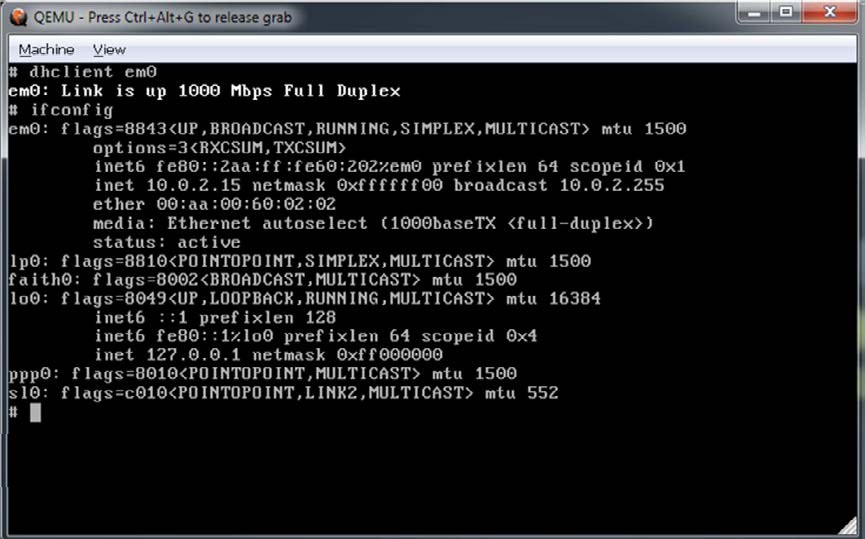 QEMU - Press Ctrl+Alt+G to release grab
Machine View
# dhclient em0
em0: Link is up 1000 Mbps Full Duplex
# ifconfig
em0: flags=8843<UP,BROADCAST,RUNNING,SIMPLEX,MULTICAST> mtu 1500
options=3<RXCSUM,TXCSUM>
inet6 fe80::2aa:ff:fe60:202%em0 prefixlen 64 scopeid 0x1
inet 10.0.2.15 netmask 0xffffff00 broadcast 10.0.2.255
ether 00:aa:00:60:02:02
media: Ethernet autoselect (1000baseTX <full-duplex>)
status: active
lp0: flags=8810<POINTOPOINT,SIMPLEX,MULTICAST> mtu 1500
faith0: flags=8002<BROADCAST,MULTICAST> mtu 1500
lo0: flags=8049<UP,LOOPBACK,RUNNING,MULTICAST> mtu 16384
inet6 ::1 prefixlen 128
inet6 fe80::1%lo0 prefixlen 64 scopeid 0x4
inet 127.0.0.1 netmask 0xff000000
ppp0: flags=8010<POINTOPOINT,MULTICAST> mtu 1500
sl0: flags=c010<POINTOPOINT,LINK2,MULTICAST> mtu 552
#